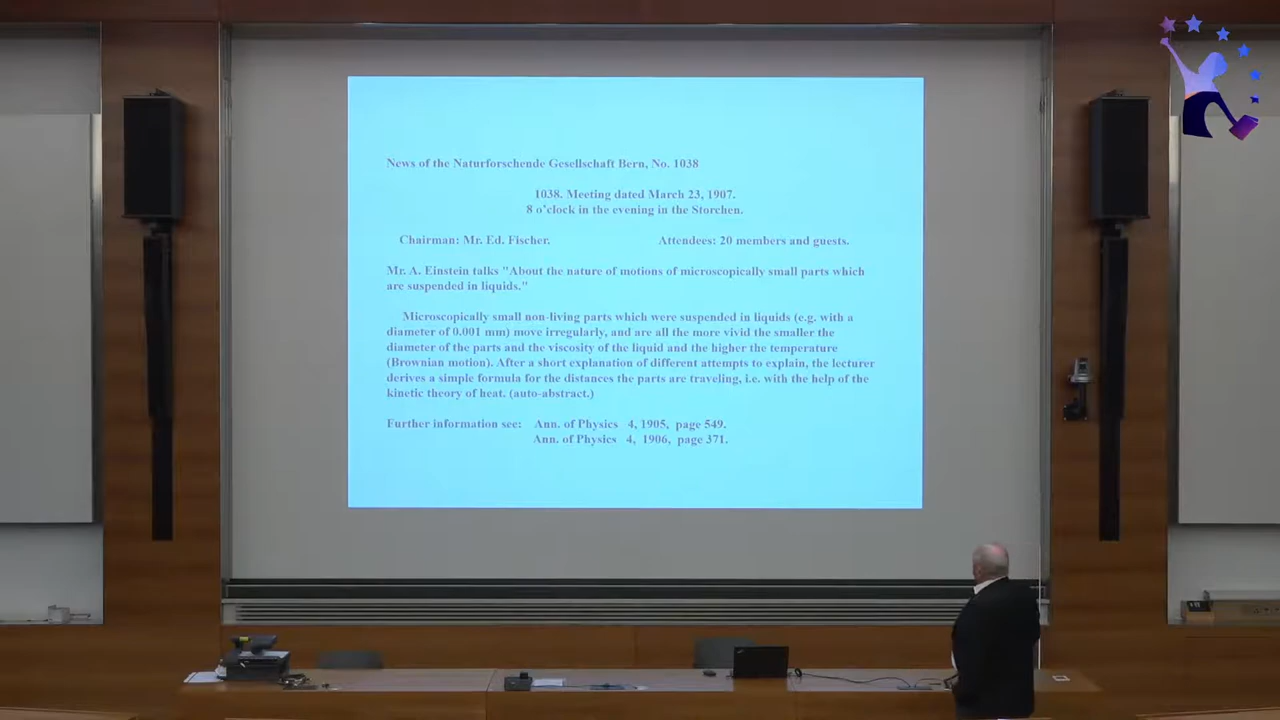 News of the Naturforschende Gesellschaft Bern, No. 1038
1038. Meeting dated March 23, 1907.
8 o'clock in the evening in the Storchen.
Chairman: Mr. Ed. Fischer. Attendees: 20 members and guests.
Mr. A. Einstein talks "About the nature of motions of microscopically small parts which
are suspended in liquids."
Microscopically small non-living parts which were suspended in liquids (e.g. with a
diameter of 0.001 mm) move irregularly, and are all the more vivid the smaller the
diameter of the parts and the viscosity of the liquid and the higher the temperature
(Brownian motion). After a short explanation of different attempts to explain, the lecturer
derives a simple formula for the distances the parts are traveling, i.e. with the help of the
kinetic theory of heat. (auto-abstract.)
Further information see: Ann. of Physics 4, 1905, page 549.
Ann. of Physics 4, 1906, page 371.